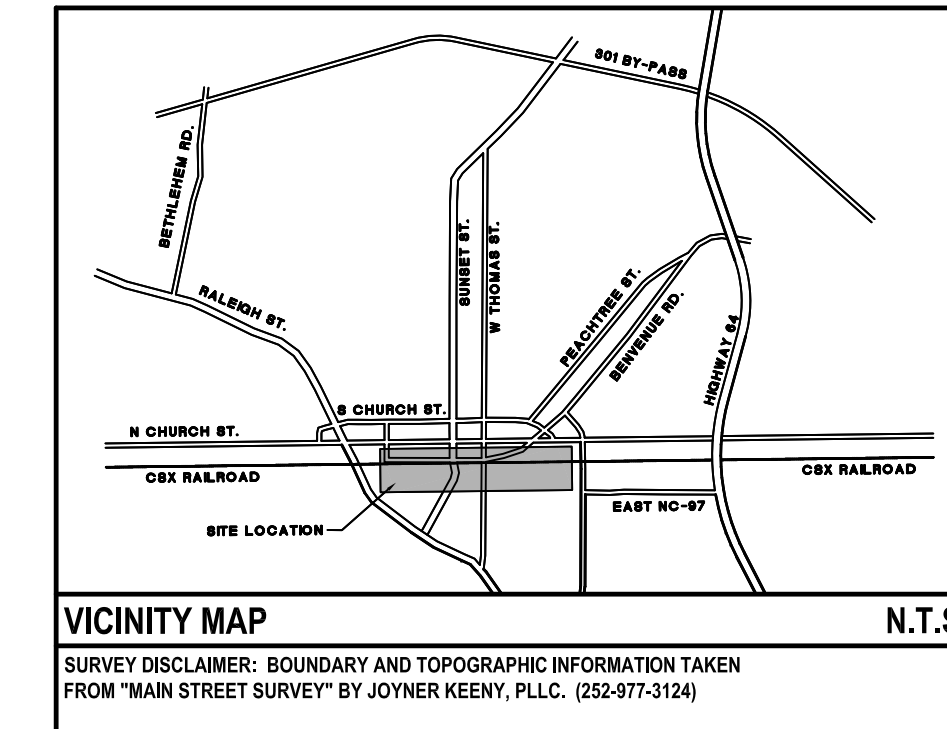 301 BY-PASS
BETHLEHEM RD.
SUNSET ST.
W THOMAS ST.
PEACHTREE ST.
BENVENUE RD.
RALEIGH ST.
HIGHWAY 64
S CHURCH ST.
N CHURCH ST.
CSX RAILROAD
CSX RAILROAD
EAST NC-97
SITE LOCATION
VICINITY MAP
N.T.S
SURVEY DISCLAIMER: BOUNDARY AND TOPOGRAPHIC INFORMATION TAKEN
FROM "MAIN STREET SURVEY" BY JOYNER KEENY, PLLC. (252-977-3124)